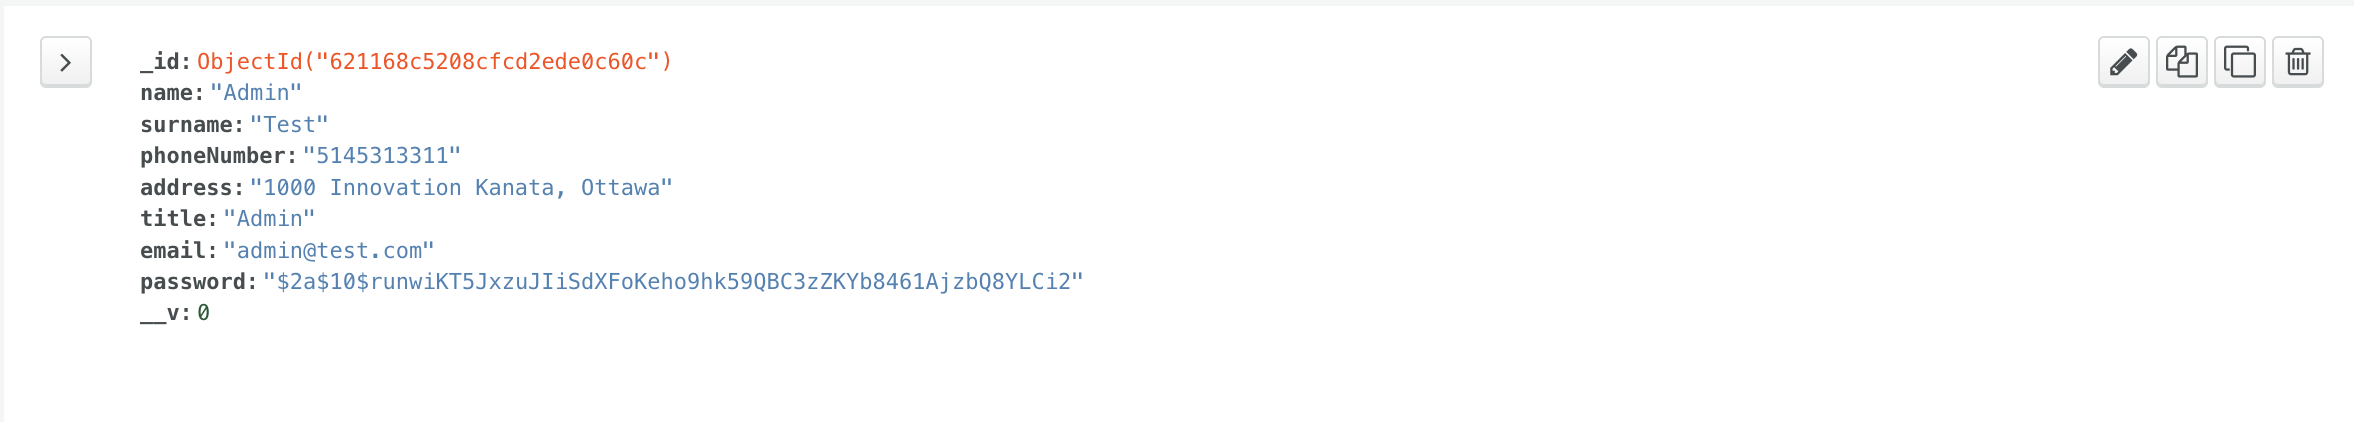 _id: ObjectId("621168c5208cfcd2ede0c60c")
name: "Admin"
surname: "Test"
phoneNumber: "5145313311"
address: "1000 Innovation Kanata, Ottawa"
title: "Admin"
email: "admin@test.com"
password: "$2a$10$runwiKT5JxzuJIiSdXFoKeho9hk59QBC3zZKYb8461AjzbQ8YLCi2"
__v: 0